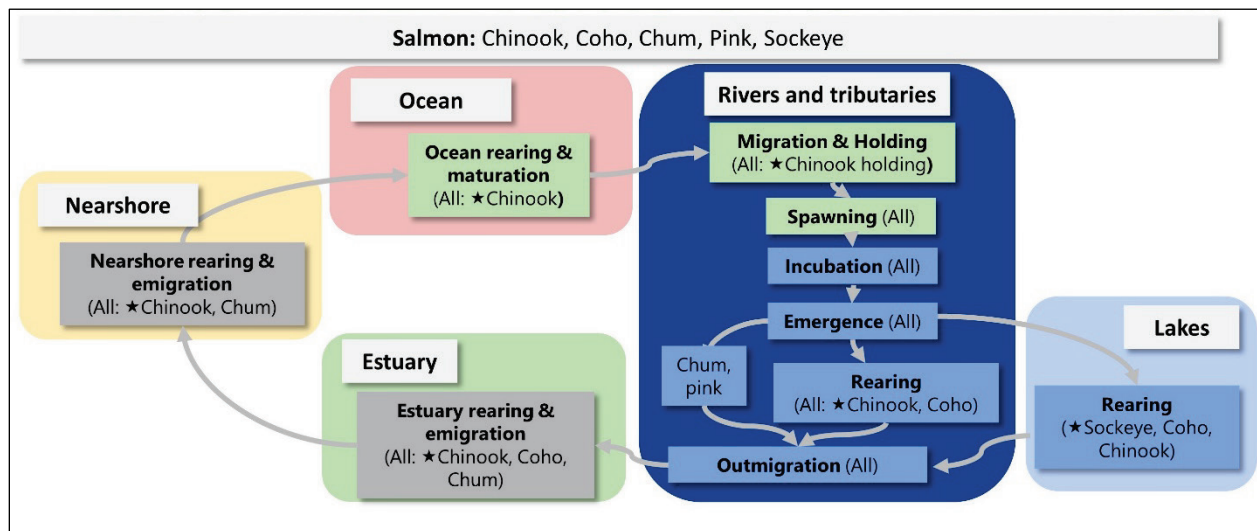 Salmon: Chinook, Coho, Chum, Pink, Sockeye
Ocean
Ocean rearing &
maturation
(All: ★Chinook)
Rivers and tributaries
Migration & Holding
(All: ★Chinook holding)
Spawning (All)
Incubation (All)
Emergence (All)
Chum,
pink
Rearing
(All: ★Chinook, Coho)
Outmigration (All)
Lakes
Rearing
(★Sockeye, Coho,
Chinook)
Estuary
Estuary rearing &
emigration
(All: ★Chinook, Coho,
Chum)
Nearshore
Nearshore rearing &
emigration
(All: ★Chinook, Chum)